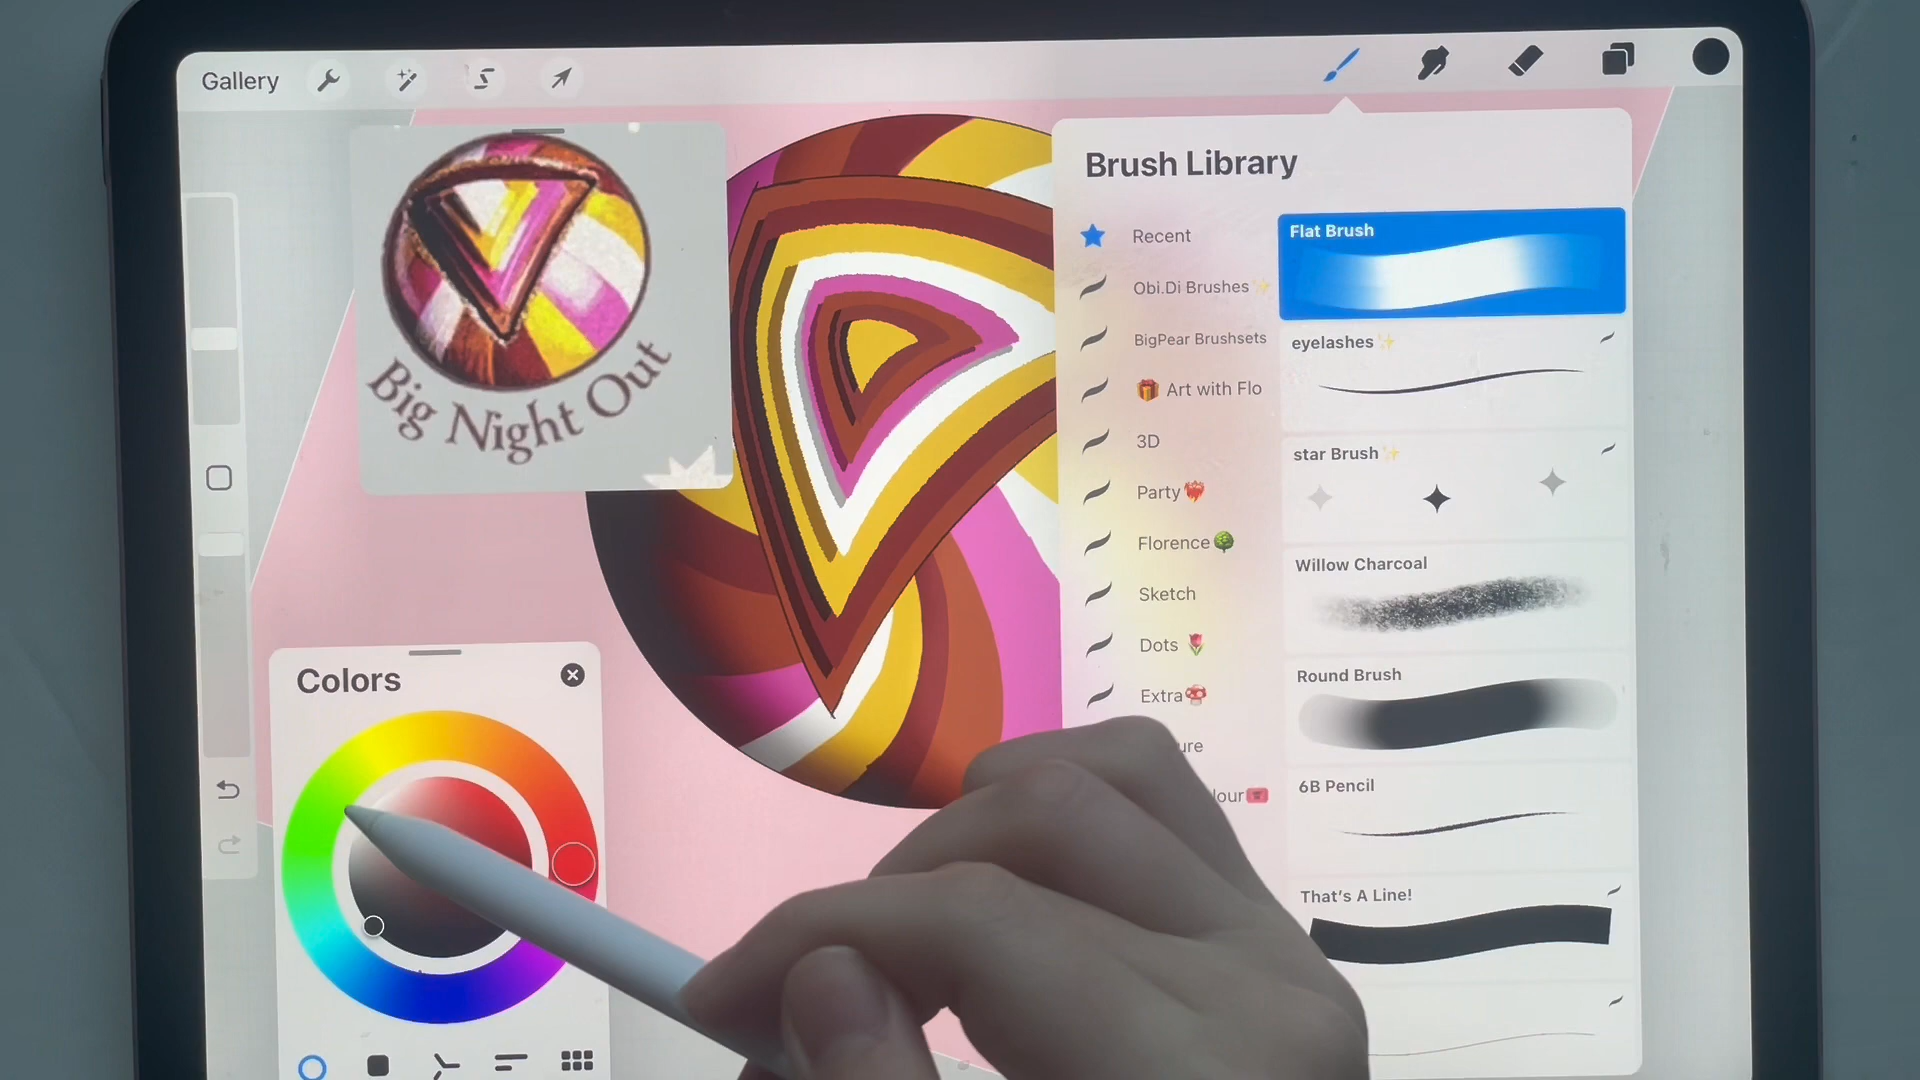 Gallery
Brush Library
Recent
Obi.Di Brushes✨
BigPear Brushsets
🎁 Art with Flo
3D
Party❤️‍🔥
Florence🌳
Sketch
Dots 🌷
Extra🍄
Flat Brush
eyelashes✨
star Brush✨
Willow Charcoal
Round Brush
6B Pencil
That's A Line!
Big Night Out
Colors